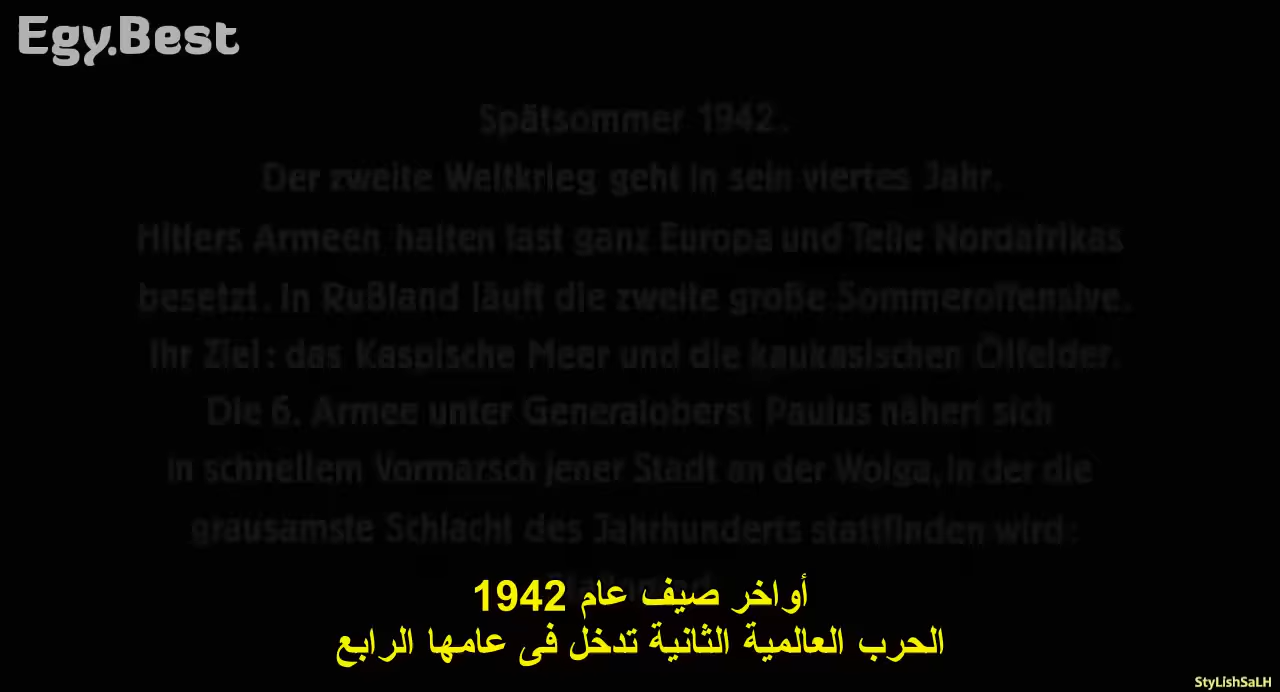 Egy.Best
Spätsommer 1942.
Der zweite Weltkrieg geht in sein viertes Jahr.
Hitlers Armeen halten fast ganz Europa und Teile Nordafrikas
besetzt. In Rußland läuft die zweite große Sommeroffensive.
Ihr Ziel: das Kaspische Meer und die kaukasischen Ölfelder.
Die 6. Armee unter Generaloberst Paulus nähert sich
in schnellem Vormarsch jener Stadt an der Wolga, in der die
grausamste Schlacht des Jahrhunderts stattfinden wird:
أواخر صيف عام 1942
الحرب العالمية الثانية تدخل فى عامها الرابع
StyLishSaLH